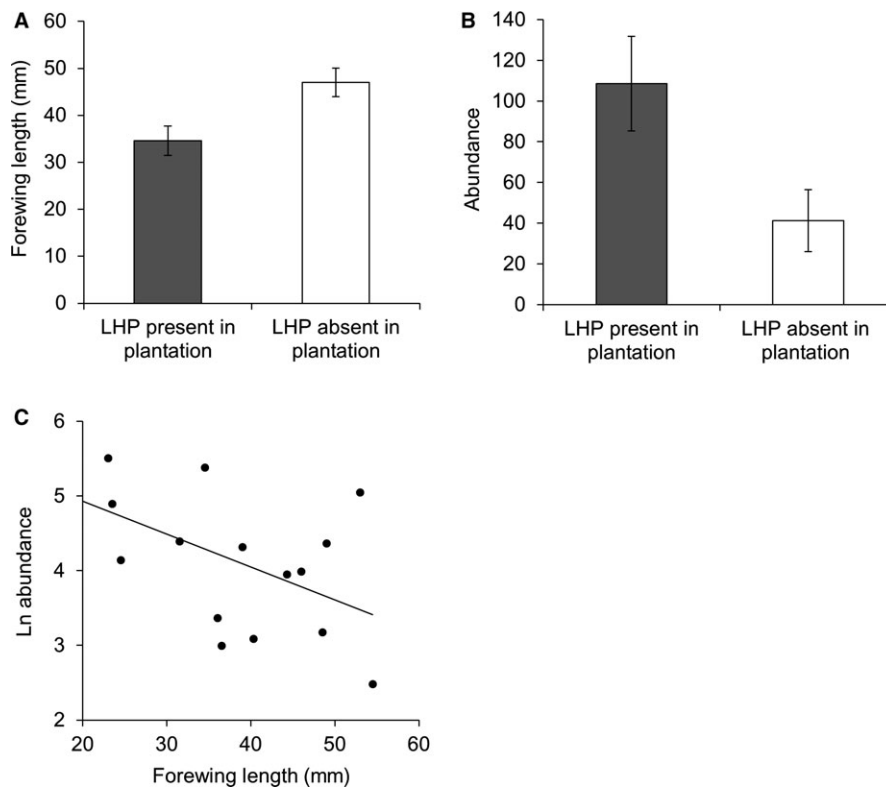 A
Forewing length (mm)
60
50
40
30
20
10
0
LHP present in
plantation
LHP absent in
plantation
B
Abundance
140
120
100
80
60
40
20
0
LHP present in
plantation
LHP absent in
plantation
C
Ln abundance
6
5
4
3
2
20
30
40
50
60
Forewing length (mm)